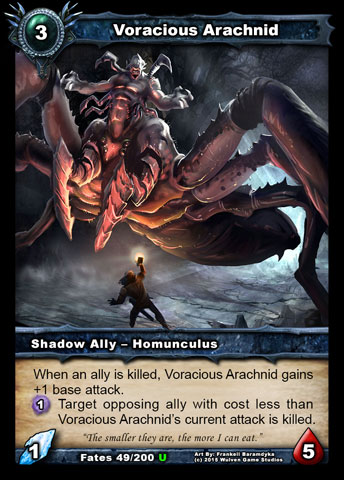 3
Voracious Arachnid
Shadow Ally – Homunculus
When an ally is killed, Voracious Arachnid gains
+1 base attack.
1 Target opposing ally with cost less than
Voracious Arachnid's current attack is killed.
"The smaller they are, the more I can eat."
1
Fates 49/200 U
Art By: Frankell Baramdyka
(c) 2015 Wulven Game Studios
5